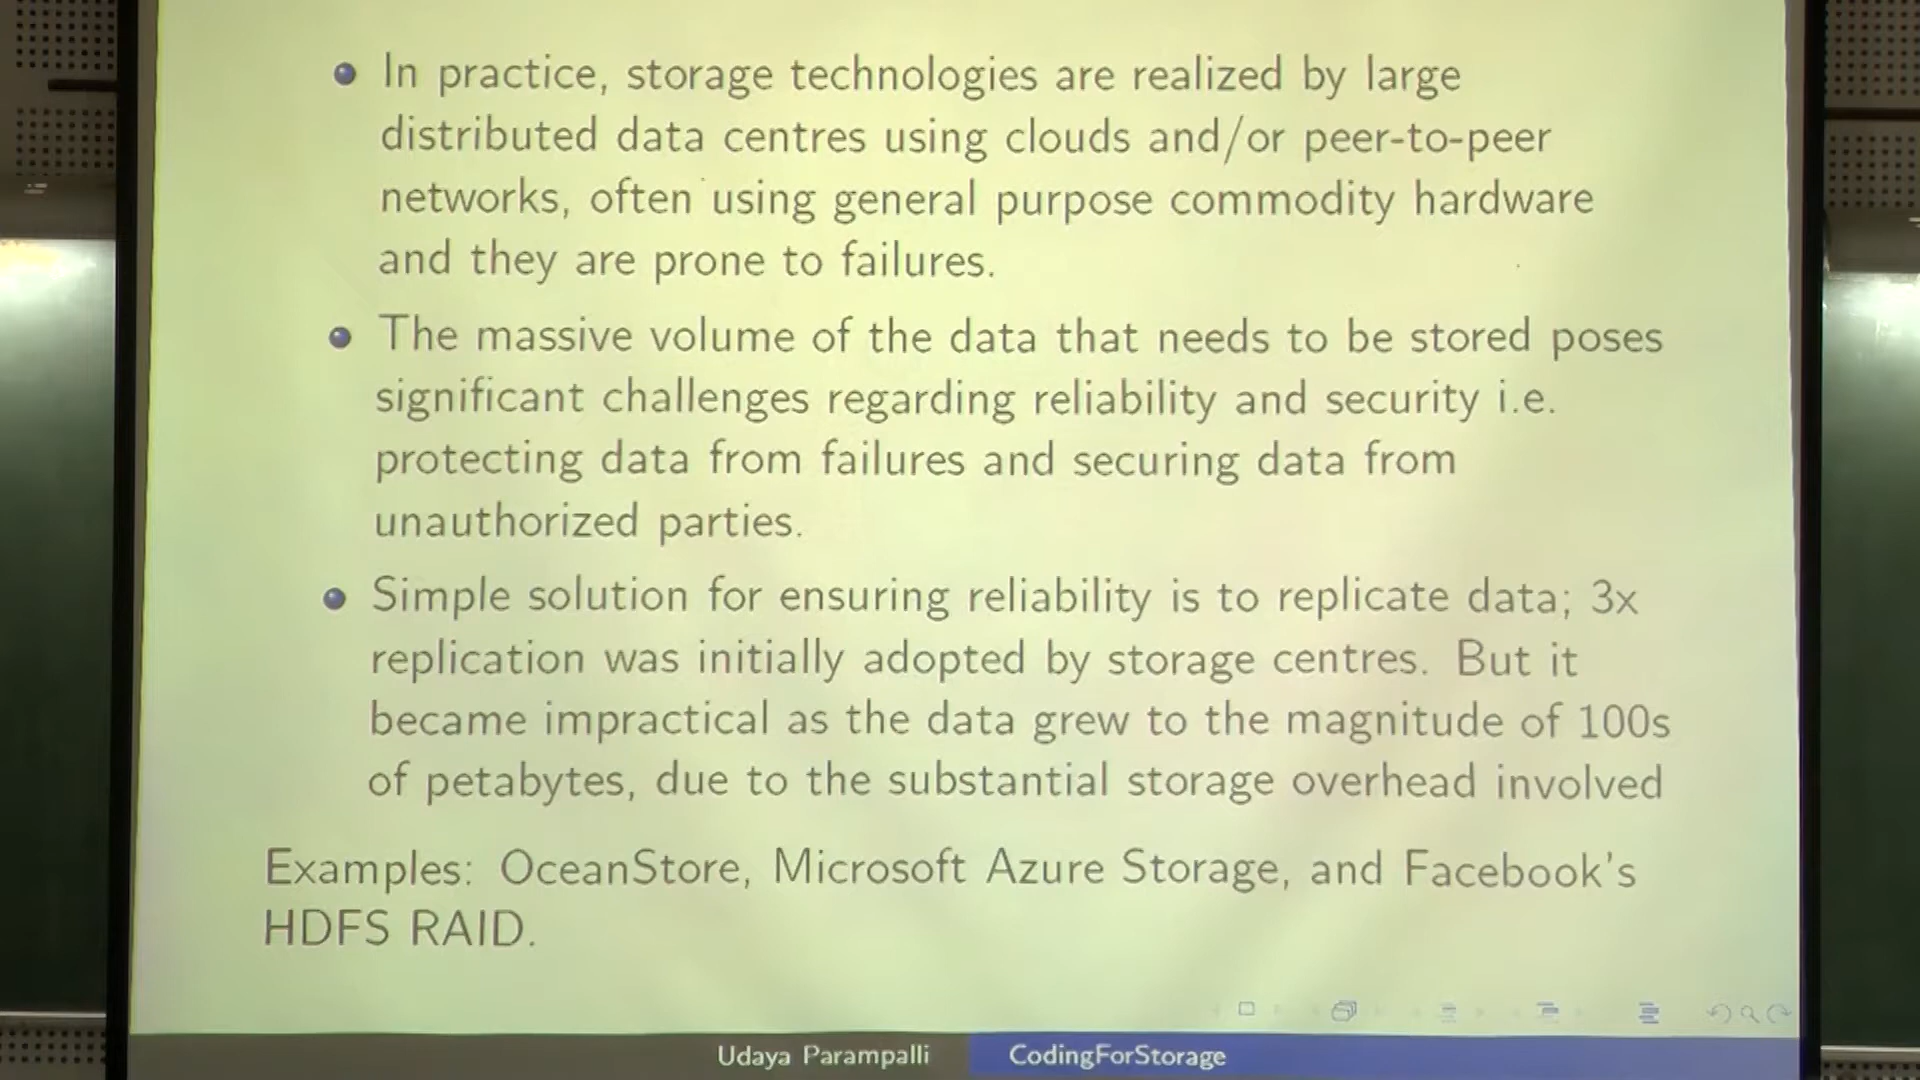 In practice, storage technologies are realized by large
distributed data centres using clouds and/or peer-to-peer
networks, often using general purpose commodity hardware
and they are prone to failures.
The massive volume of the data that needs to be stored poses
significant challenges regarding reliability and security i.e.
protecting data from failures and securing data from
unauthorized parties.
Simple solution for ensuring reliability is to replicate data; 3x
replication was initially adopted by storage centres. But it
became impractical as the data grew to the magnitude of 100s
of petabytes, due to the substantial storage overhead involved
Examples: OceanStore, Microsoft Azure Storage, and Facebook's
HDFS RAID.
Udaya Parampalli CodingForStorage